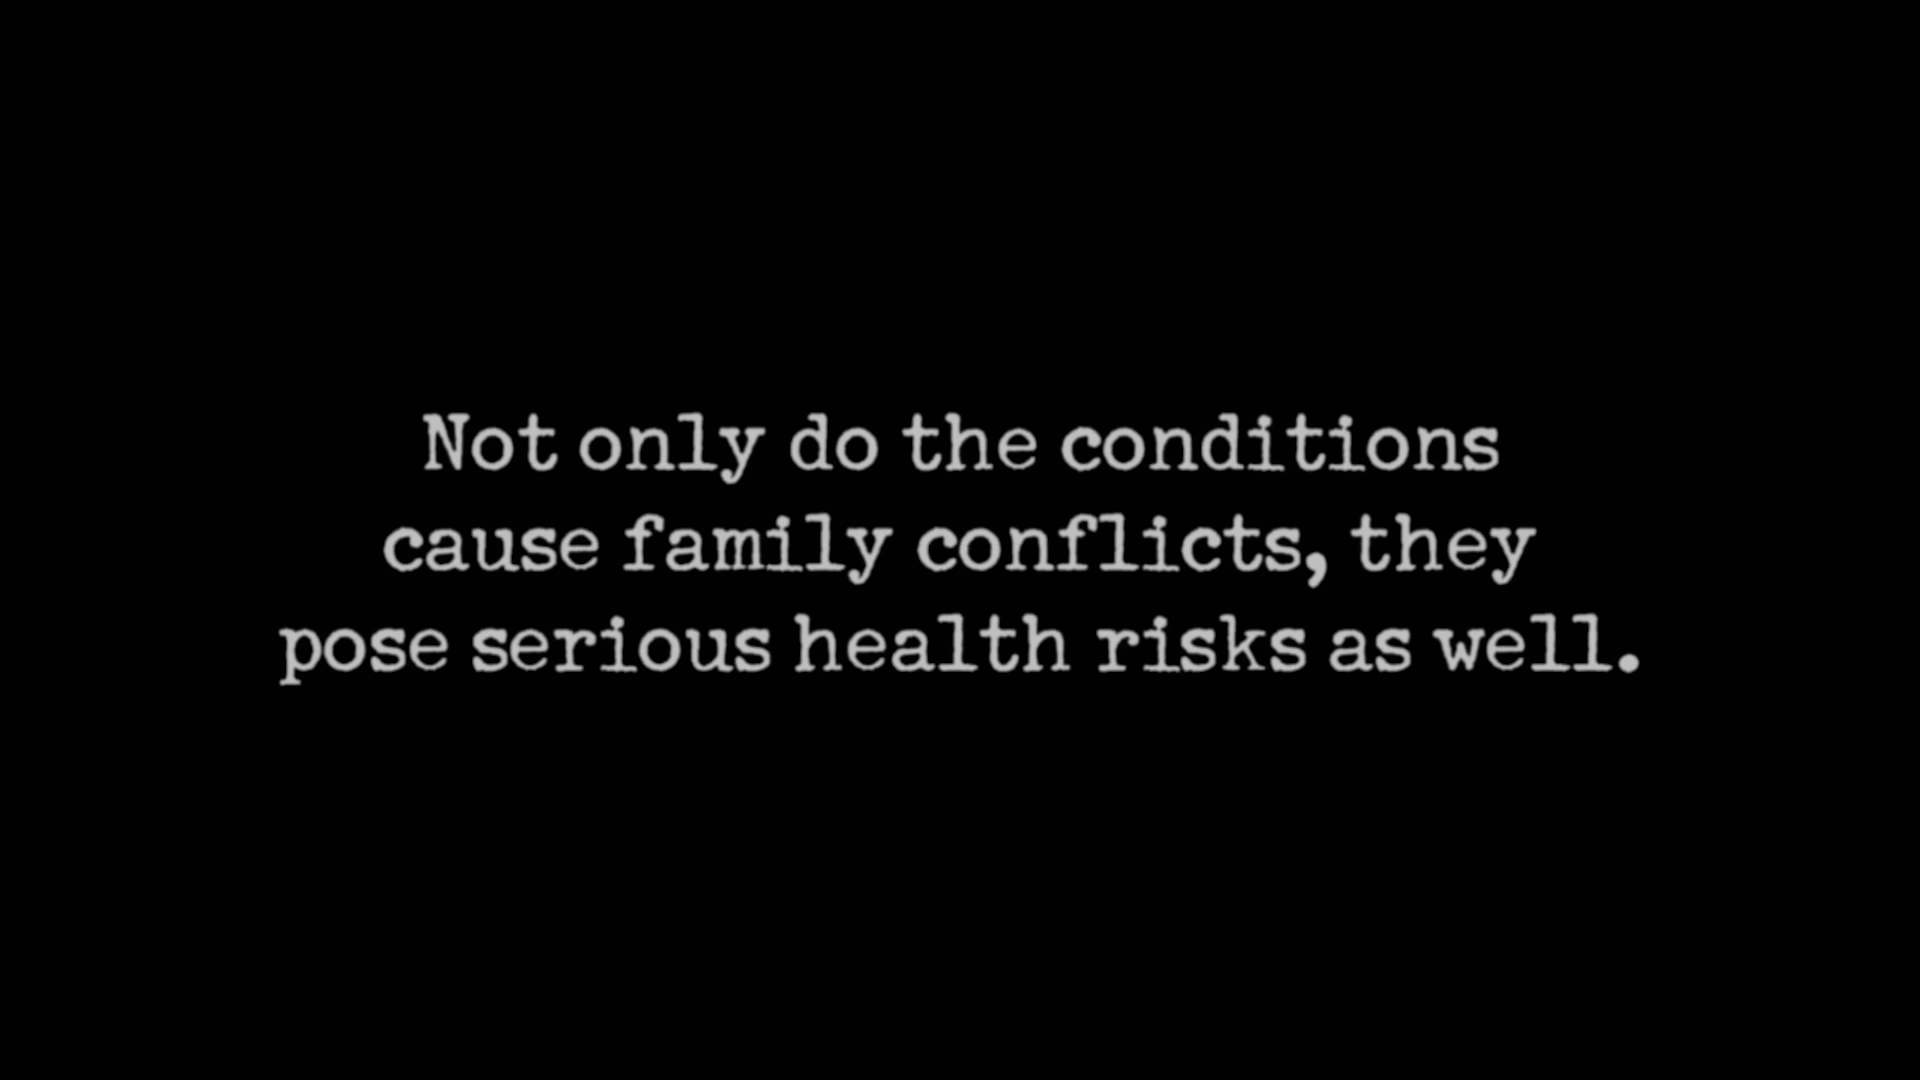 Not only do the conditions
cause family conflicts, they
pose serious health risks as well.